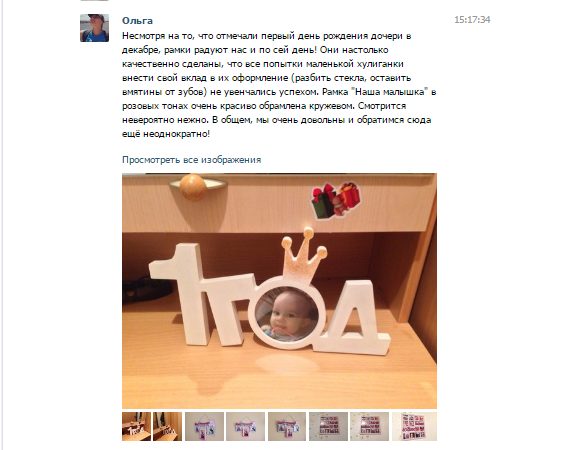 Ольга
15:17:34
Несмотря на то, что отмечали первый день рождения дочери в
декабре, рамки радуют нас и по сей день! Они настолько
качественно сделаны, что все попытки маленькой хулиганки
внести свой вклад в их оформление (разбить стекла, оставить
вмятины от зубов) не увенчались успехом. Рамка "Наша малышка" в
розовых тонах очень красиво обрамлена кружевом. Смотрится
невероятно нежно. В общем, мы очень довольны и обратимся сюда
ещё неоднократно!
Просмотреть все изображения
1 год